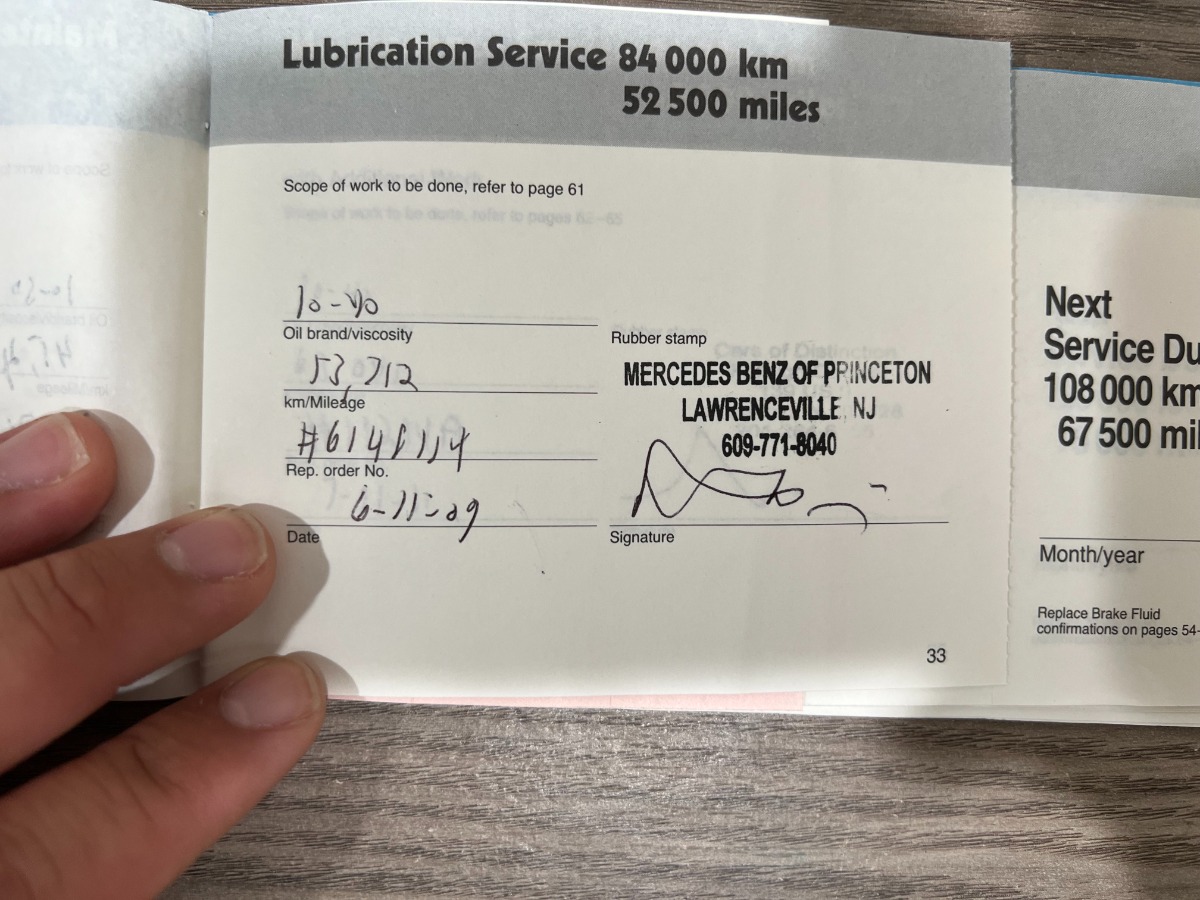 Lubrication Service 84 000 km
52 500 miles
Scope of work to be done, refer to page 61
10-40
Oil brand/viscosity
53,712
km/Mileage
Rep. order No.
6-15-09
Date
Rubber stamp
MERCEDES BENZ OF PRINCETON
LAWRENCEVILLE, NJ
609-771-8040
Signature
33
Next
Service Du
108 000 km
67 500 mil
Month/year
Replace Brake Fluid
confirmations on pages 54-